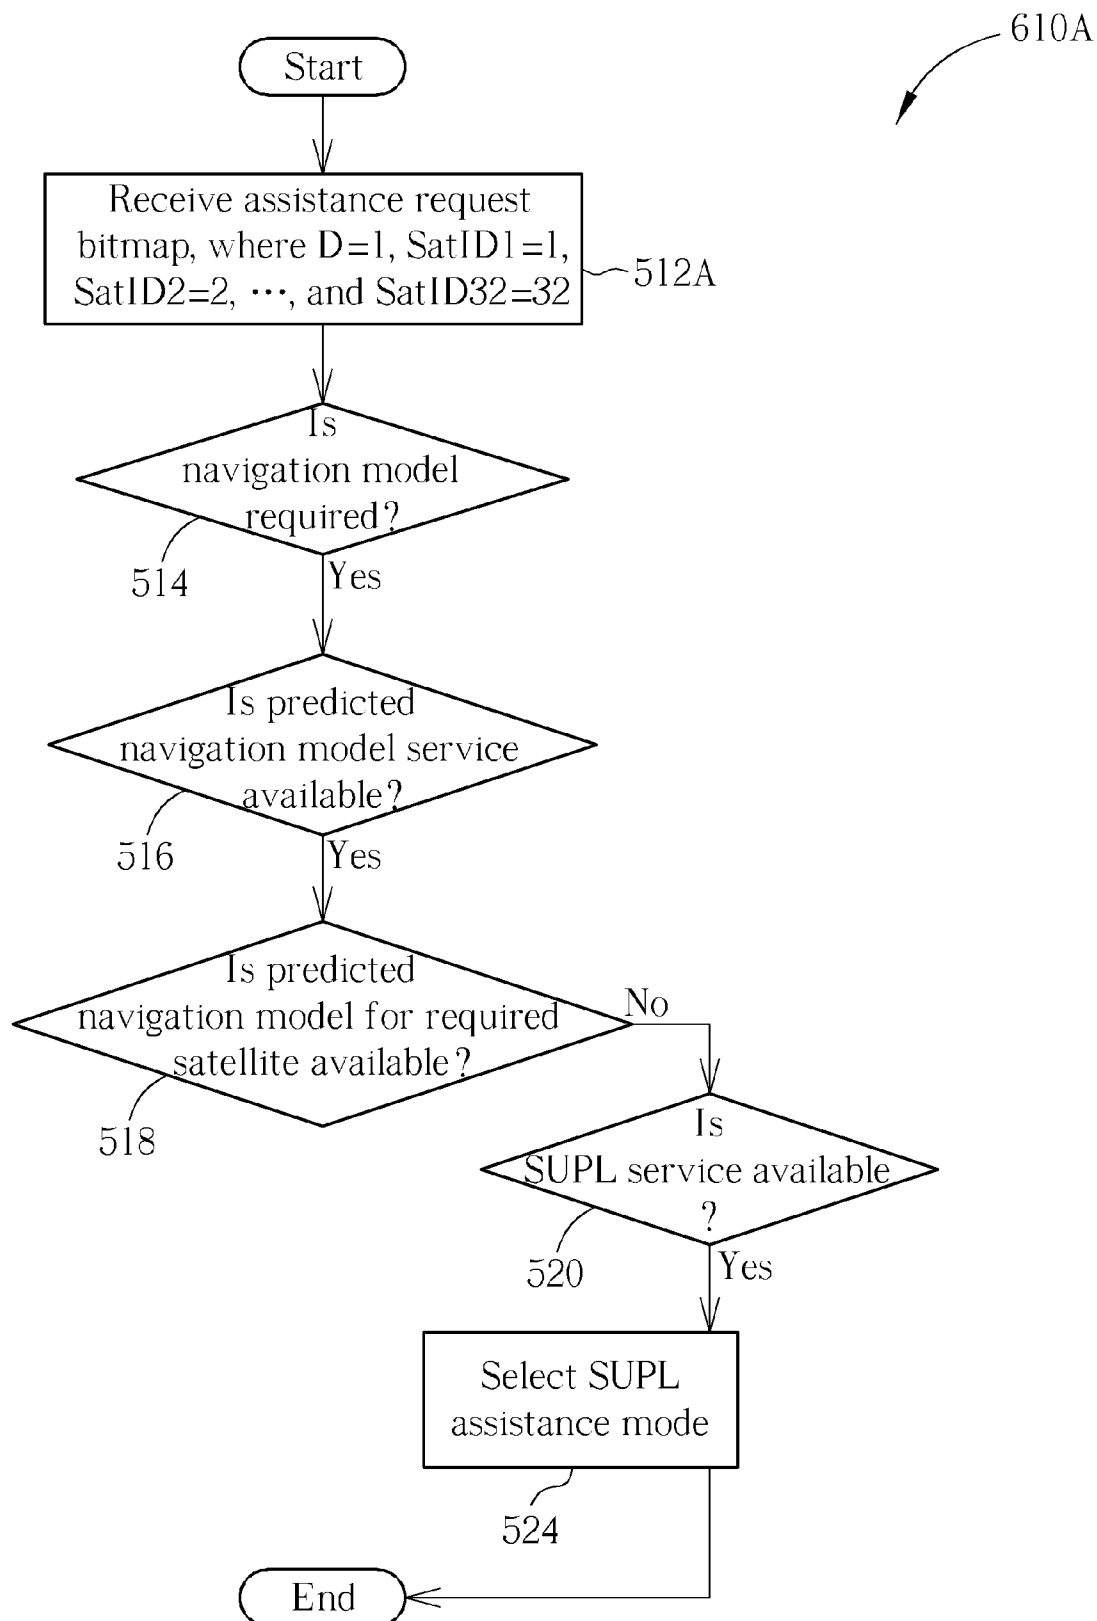 610A
Start
Receive assistance request
bitmap, where D=1, SatID1=1,
SatID2=2, ···, and SatID32=32
512A
Is
navigation model
required?
514
Yes
Is predicted
navigation model service
available?
516
Yes
Is predicted
navigation model for required
satellite available?
518
No
Is
SUPL service available
?
520
Yes
Select SUPL
assistance mode
524
End